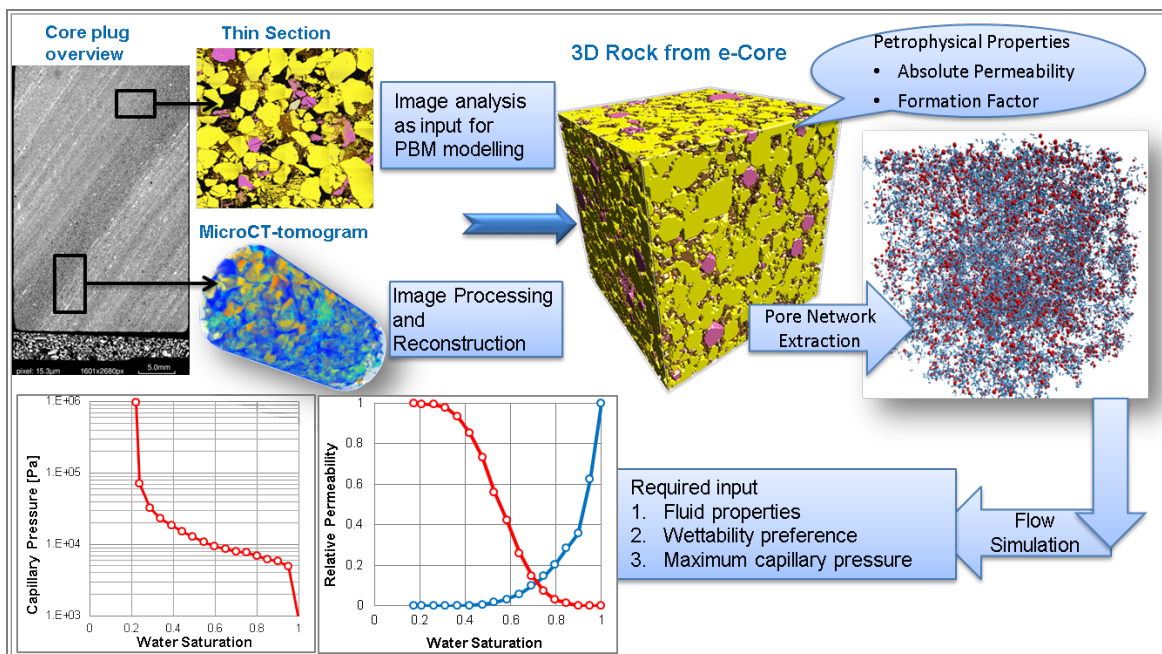 Core plug
overview
Thin Section
pixel: 15.3µm 1601x2680px 5.0mm
MicroCT-tomogram
Image analysis
as input for
PBM modelling
Image Processing
and
Reconstruction
3D Rock from e-Core
Petrophysical Properties
• Absolute Permeability
• Formation Factor
Pore Network
Extraction
Flow
Simulation
Required input
1. Fluid properties
2. Wettability preference
3. Maximum capillary pressure
Capillary Pressure [Pa]
1.E+06
1.E+05
1.E+04
1.E+03
0 0.2 0.4 0.6 0.8 1
Water Saturation
Relative Permeability
1
0.8
0.6
0.4
0.2
0
0 0.2 0.4 0.6 0.8 1
Water Saturation